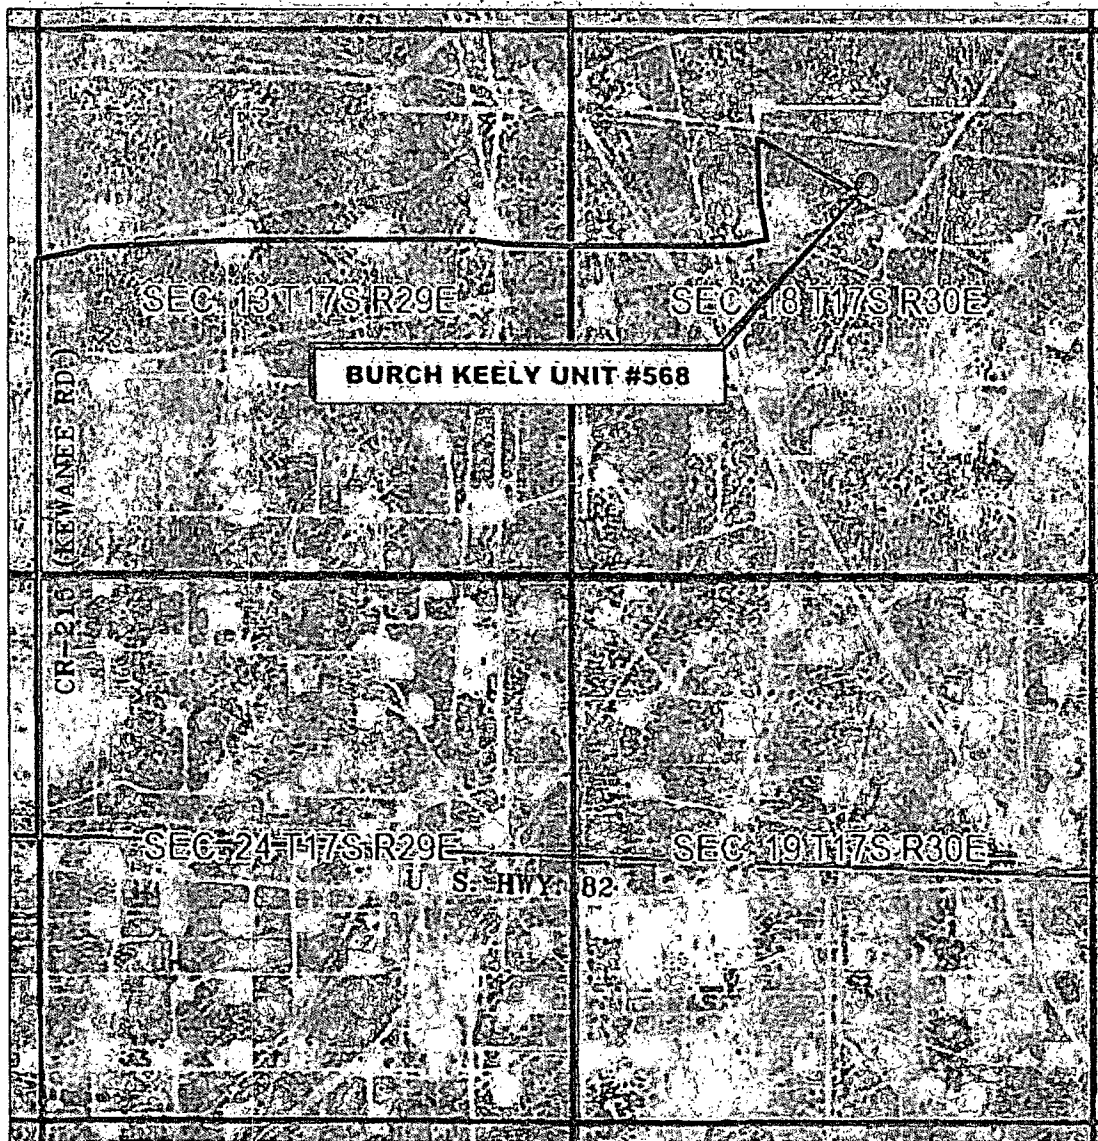 SEC. 13 T17S R29E
SEC. 18 T17S R30E
BURCH KEELY UNIT #568
CR-216 (KEWANEE RD.)
SEC. 24 T17S R29E
SEC. 19 T17S R30E
U S. HWY. 82